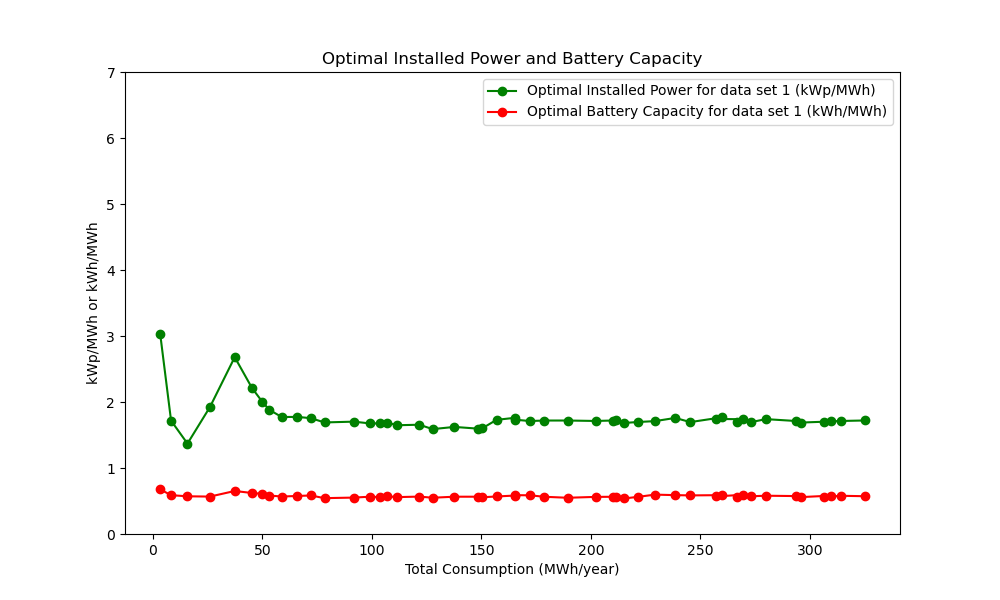 Optimal Installed Power and Battery Capacity
Optimal Installed Power for data set 1 (kWp/MWh)
Optimal Battery Capacity for data set 1 (kWh/MWh)
kWp/MWh or kWh/MWh
7
6
5
4
3
2
1
0
0 50 100 150 200 250 300
Total Consumption (MWh/year)